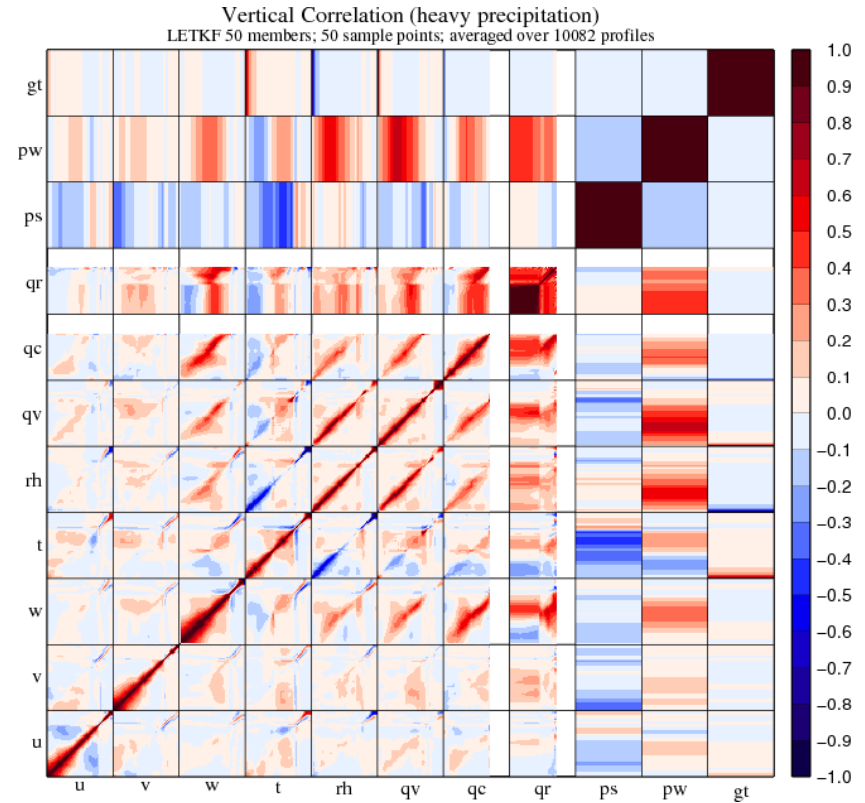 Vertical Correlation (heavy precipitation)
LETKF 50 members; 50 sample points; averaged over 10082 profiles
gt
pw
ps
qr
qc
qv
rh
t
w
v
u
u v w t rh qv qc qr ps pw gt
1.0
0.9
0.8
0.7
0.6
0.5
0.4
0.3
0.2
0.1
0.0
−0.1
−0.2
−0.3
−0.4
−0.5
−0.6
−0.7
−0.8
−0.9
−1.0